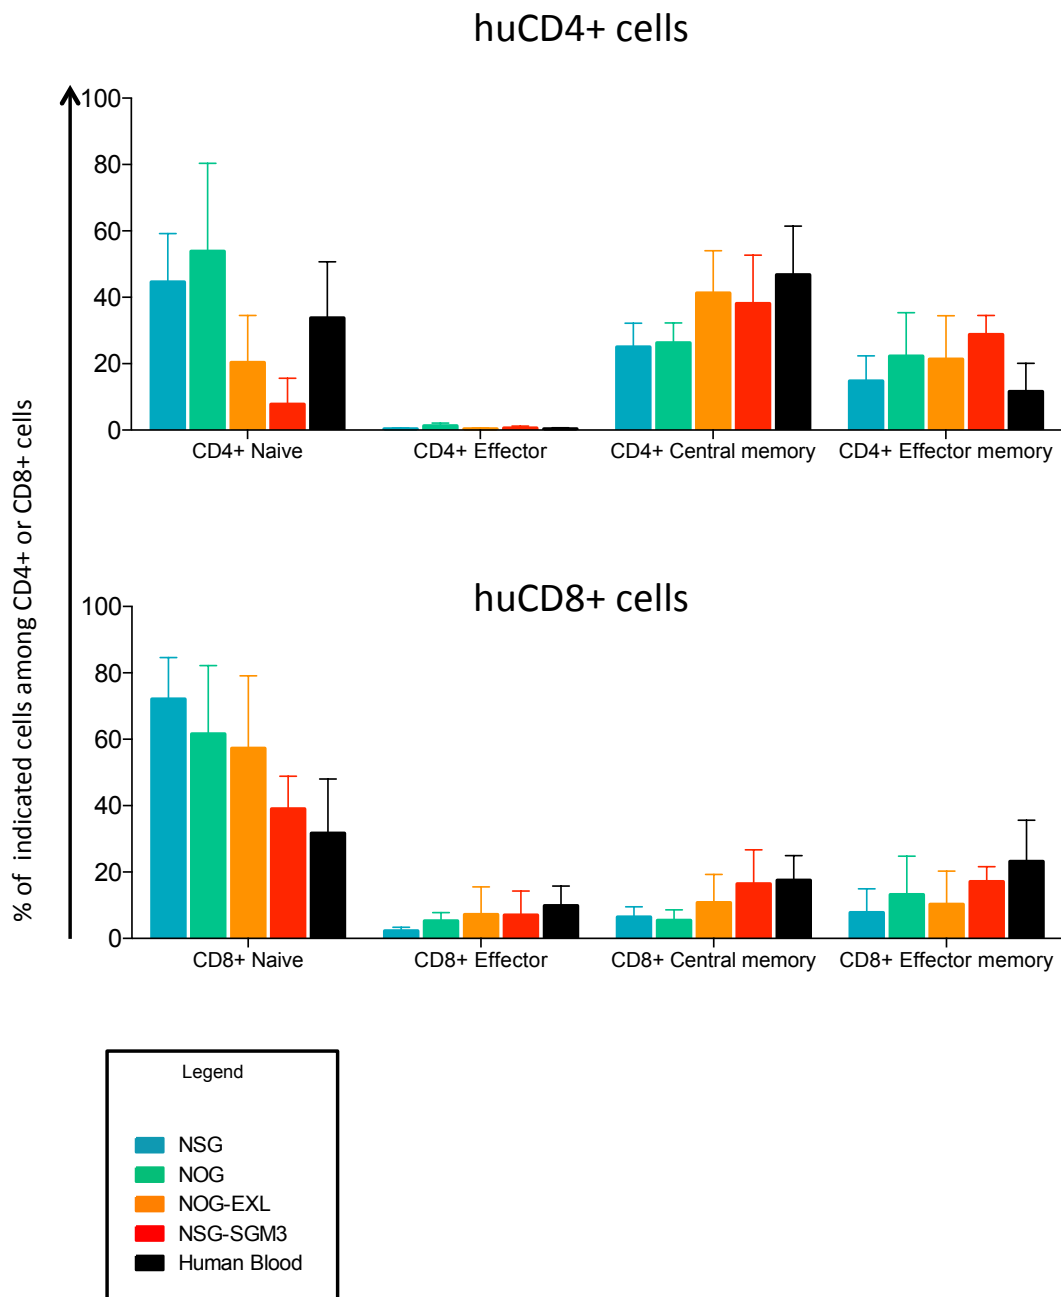 huCD4+ cells
100
80
60
40
20
0
CD4+ Naive
CD4+ Effector
CD4+ Central memory
CD4+ Effector memory
% of indicated cells among CD4+ or CD8+ cells
huCD8+ cells
100
80
60
40
20
0
CD8+ Naive
CD8+ Effector
CD8+ Central memory
CD8+ Effector memory
Legend
NSG
NOG
NOG-EXL
NSG-SGM3
Human Blood